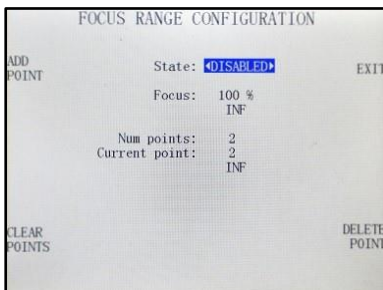 FOCUS RANGE CONFIGURATION
ADD
POINT
State: ◂DISABLED▸
EXIT
Focus: 100 %
INF
Num points: 2
Current point: 2
INF
CLEAR
POINTS
DELETE
POINT